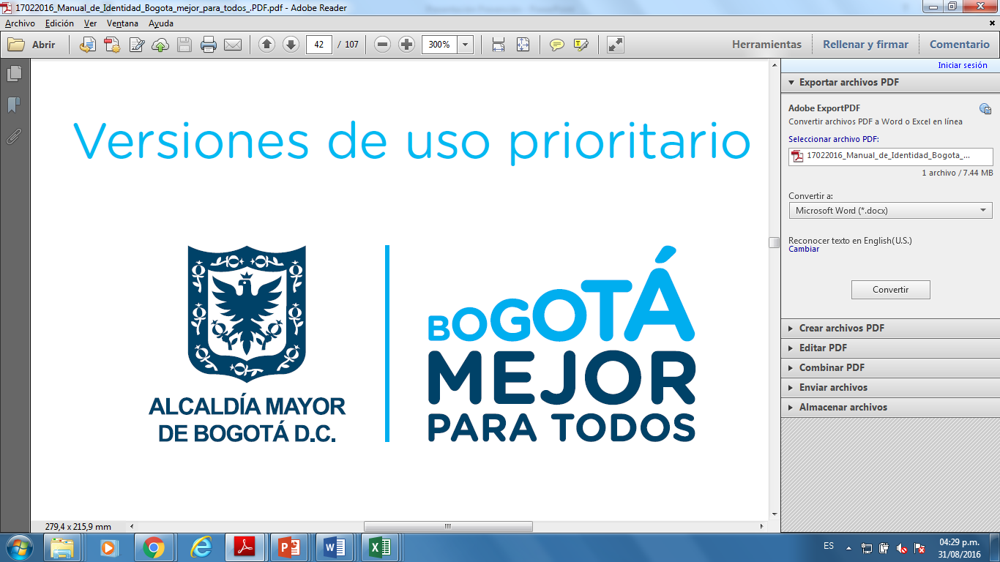 17022016_Manual_de_Identidad_Bogota_mejor_para_todos_.PDF.pdf - Adobe Reader
Archivo Edición Ver Ventana Ayuda
Abrir 42 / 107 300% Herramientas Rellenar y firmar Comentario
Iniciar sesión
Exportar archivos PDF
Adobe ExportPDF
Convertir archivos PDF a Word o Excel en línea
Seleccionar archivo PDF:
17022016_Manual_de_Identidad_Bogota_...
1 archivo / 7.44 MB
Convertir a:
Microsoft Word (*.docx)
Reconocer texto en English(U.S.)
Cambiar
Convertir
Crear archivos PDF
Editar PDF
Combinar PDF
Enviar archivos
Almacenar archivos
Versiones de uso prioritario
ALCALDÍA MAYOR
DE BOGOTÁ D.C.
BOGOTÁ
MEJOR
PARA TODOS
279,4 x 215,9 mm
ES
04:29 p.m.
31/08/2016